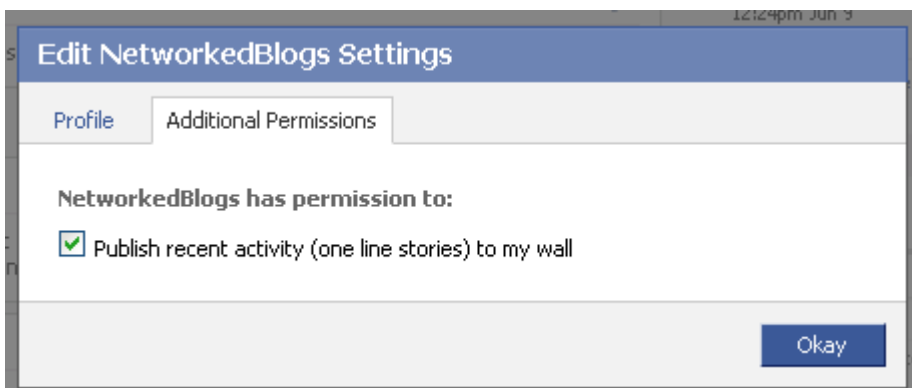 12:24pm Jun 9
s
Edit NetworkedBlogs Settings
Profile Additional Permissions
NetworkedBlogs has permission to:
Publish recent activity (one line stories) to my wall
Okay